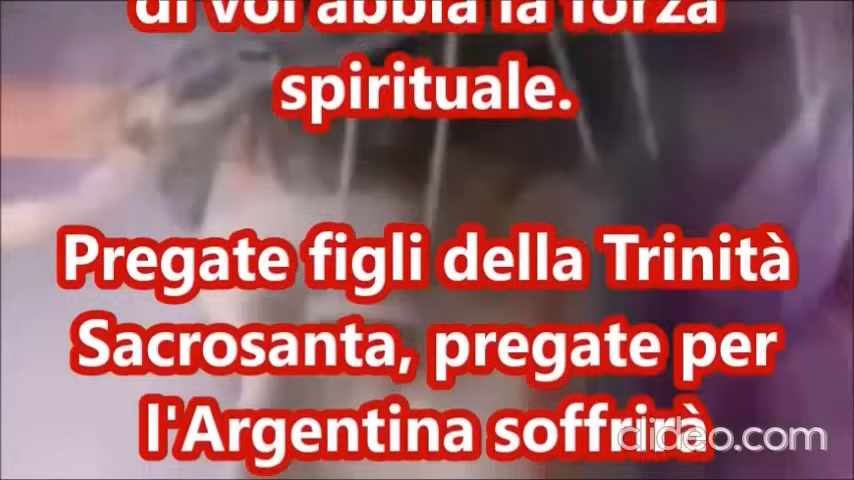 di voi abbia la forza
spirituale.
Pregate figli della Trinità
Sacrosanta, pregate per
l'Argentina soffrirà
clideo.com